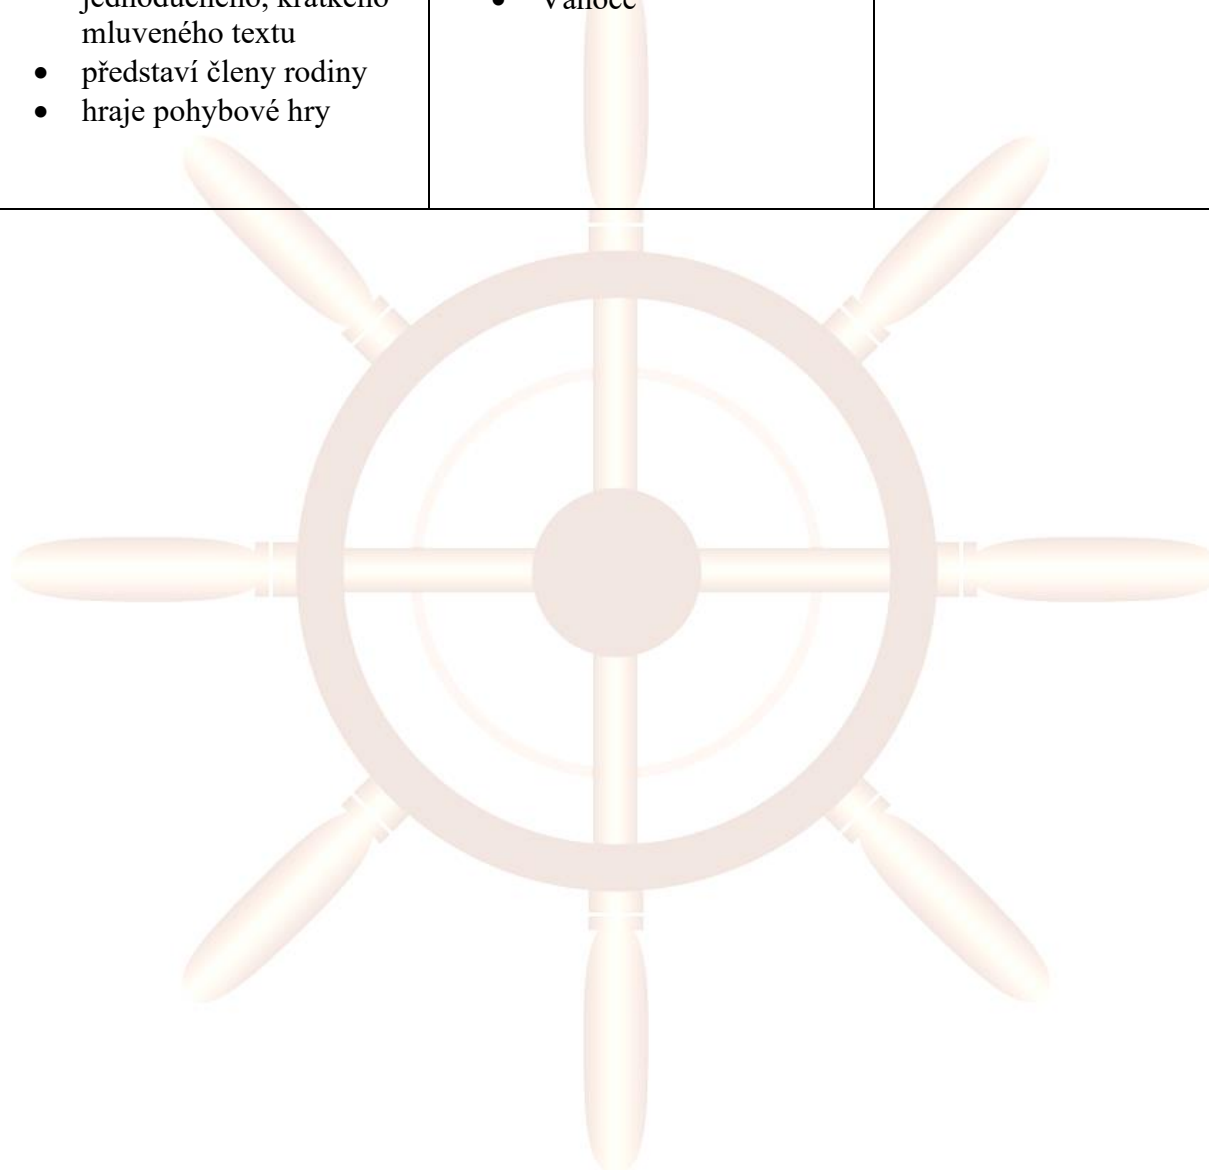 jednoduchého, krátkého
mluveného textu
• představí členy rodiny
• hraje pohybové hry
• Vánoce